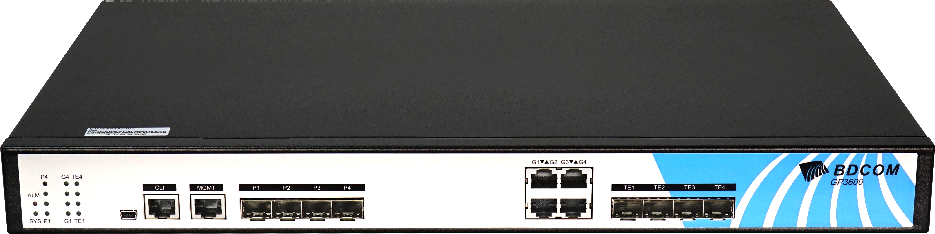 P4 G4 TE4
ALM
SYS P1 G1 TE1
CLI
MGMT
P1 P2 P3 P4
G1▼▲G2 G3▼▲G4
TE1 TE2 TE3 TE4
BDCOM
GP3600